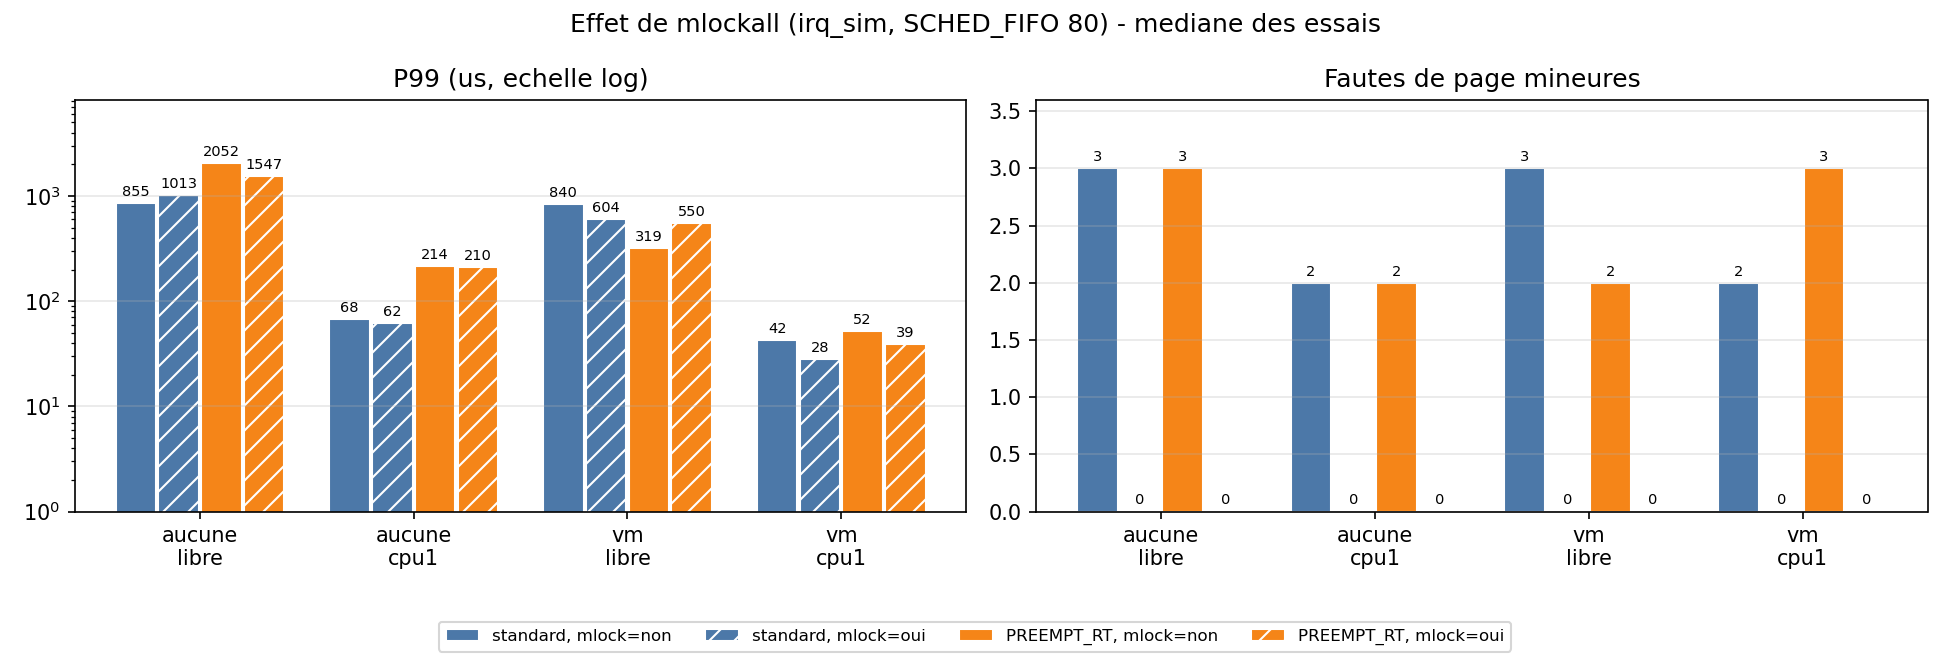 Effet de mlockall (irq_sim, SCHED_FIFO 80) - mediane des essais
P99 (us, echelle log)
10³
10²
10¹
10⁰
855
1013
2052
1547
68
62
214
210
840
604
319
550
42
28
52
39
aucune
libre
aucune
cpu1
vm
libre
vm
cpu1
Fautes de page mineures
3.5
3.0
2.5
2.0
1.5
1.0
0.5
0.0
3
0
3
0
2
0
2
0
3
0
2
0
2
0
3
0
aucune
libre
aucune
cpu1
vm
libre
vm
cpu1
standard, mlock=non
standard, mlock=oui
PREEMPT_RT, mlock=non
PREEMPT_RT, mlock=oui